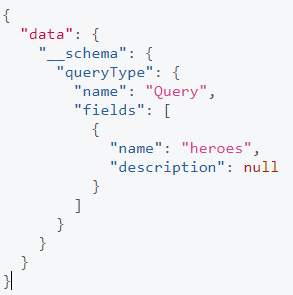 {
  "data": {
    "__schema": {
      "queryType": {
        "name": "Query",
        "fields": [
          {
            "name": "heroes",
            "description": null
          }
        ]
      }
    }
  }
}